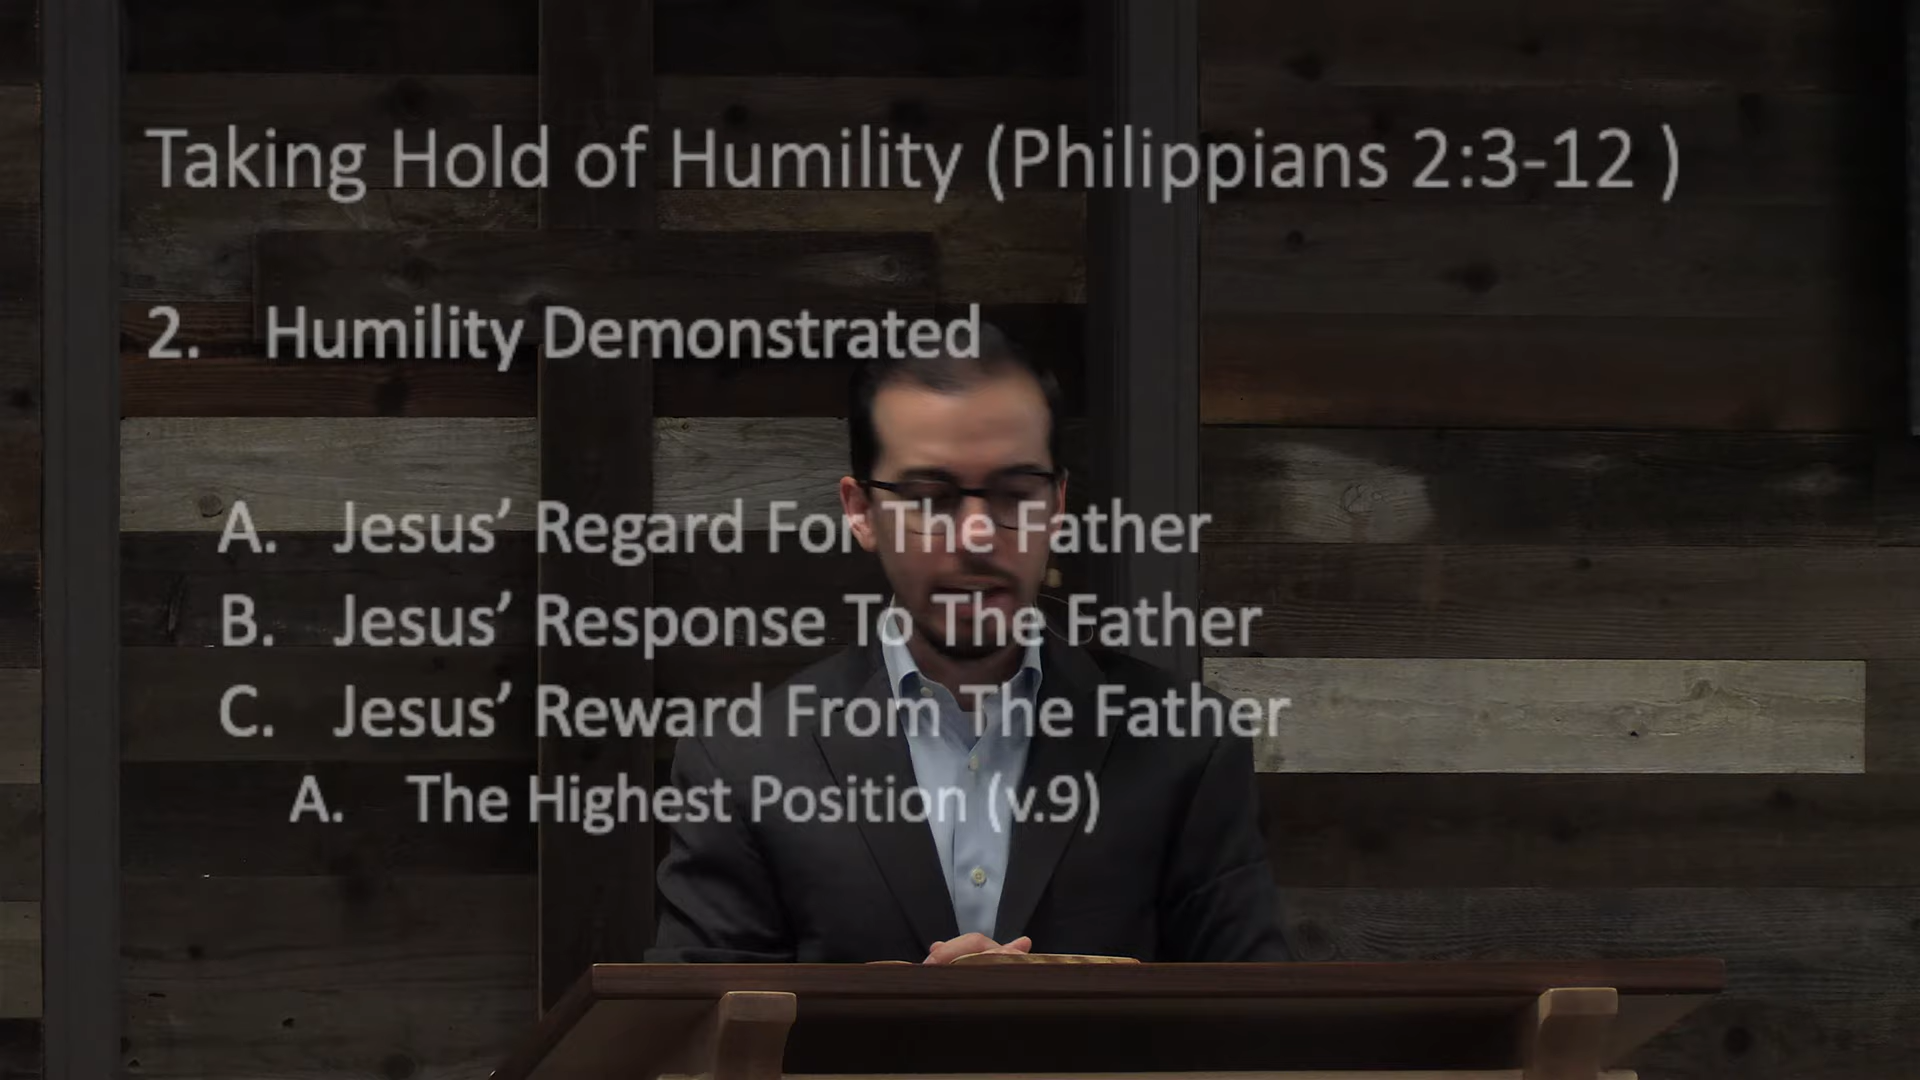 Taking Hold of Humility (Philippians 2:3-12 )
2. Humility Demonstrated
A. Jesus’ Regard For The Father
B. Jesus’ Response To The Father
C. Jesus’ Reward From The Father
A. The Highest Position (v.9)